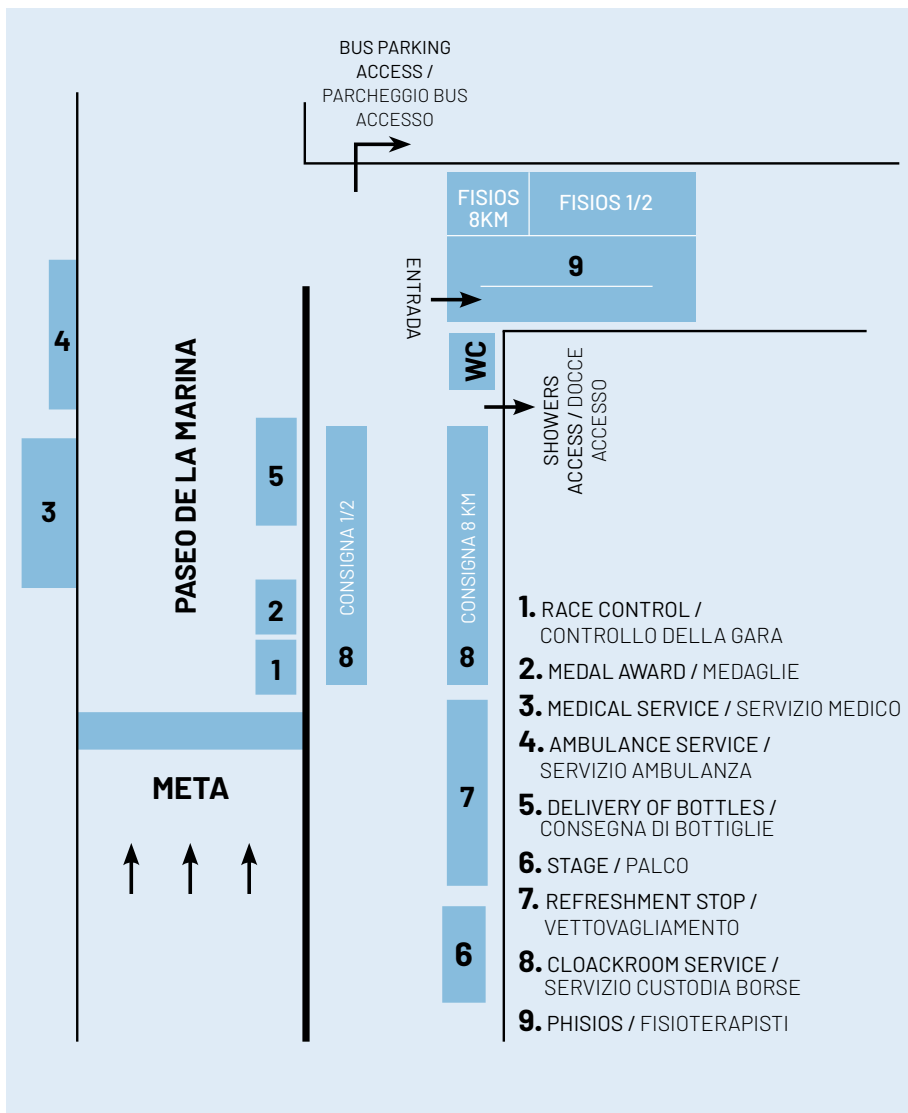 BUS PARKING
ACCESS /
PARCHEGGIO BUS
ACCESSO
FISIOS
8KM
FISIOS 1/2
9
ENTRADA
WC
SHOWERS
ACCESS / DOCCE
ACCESSO
4
3
PASEO DE LA MARINA
5
2
1
CONSIGNA 1/2
8
CONSIGNA 8 KM
8
META
7
6
1. RACE CONTROL /
CONTROLLO DELLA GARA
2. MEDAL AWARD / MEDAGLIE
3. MEDICAL SERVICE / SERVIZIO MEDICO
4. AMBULANCE SERVICE /
SERVIZIO AMBULANZA
5. DELIVERY OF BOTTLES /
CONSEGNA DI BOTTIGLIE
6. STAGE / PALCO
7. REFRESHMENT STOP /
VETTOVAGLIAMENTO
8. CLOACKROOM SERVICE /
SERVIZIO CUSTODIA BORSE
9. PHISIOS / FISIOTERAPISTI